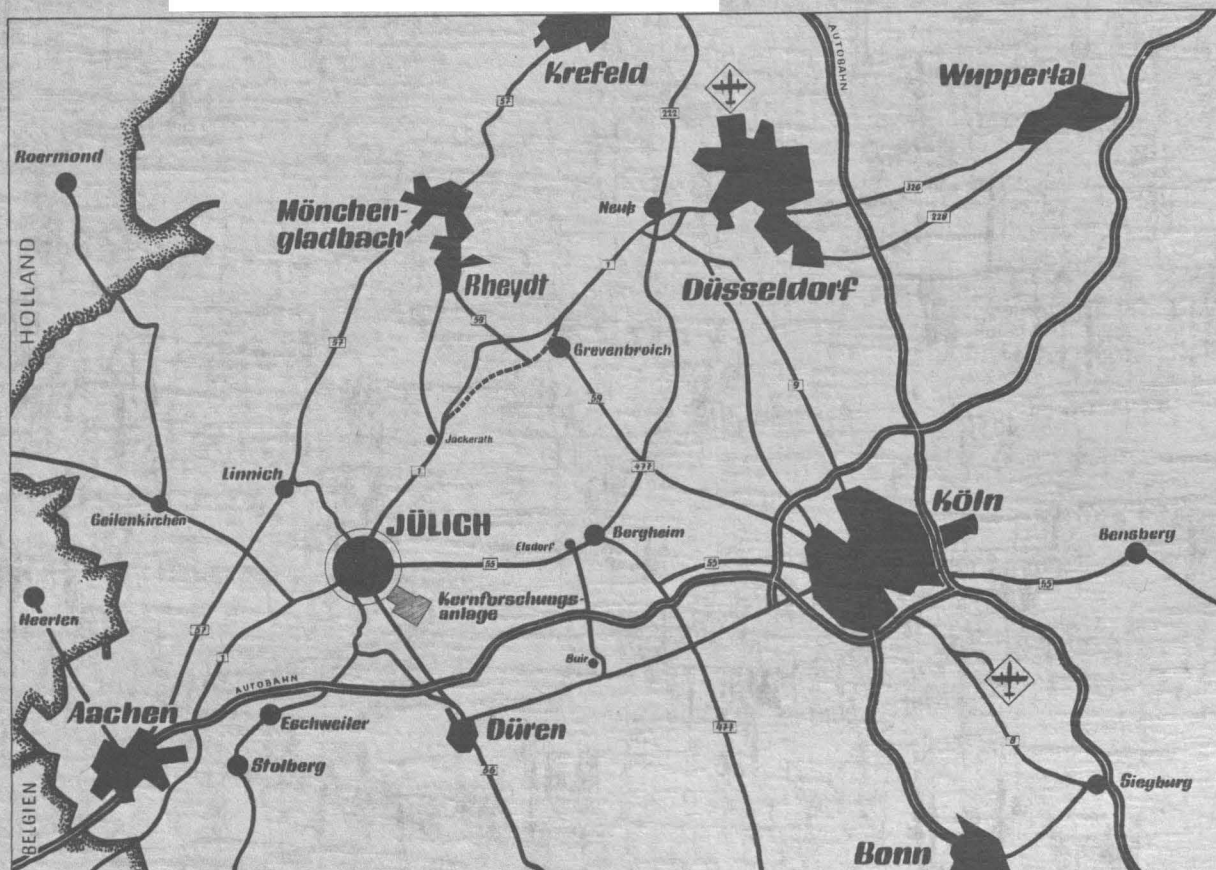 Krefeld
AUTOBAHN
Wuppertal
57
222
Roermond
326
Mönchen-
gladbach
Neuß
228
HOLLAND
1
Rheydt
Düsseldorf
59
57
Grevenbroich
9
59
Jackerath
1
477
Linnich
Köln
Geilenkirchen
JÜLICH
Bergheim
Elsdorf
Bensberg
55
55
55
Kernforschungs-
anlage
Heerlen
57
1
Buir
AUTOBAHN
Aachen
Eschweiler
Düren
477
8
Stolberg
56
Siegburg
BELGIEN
Bonn